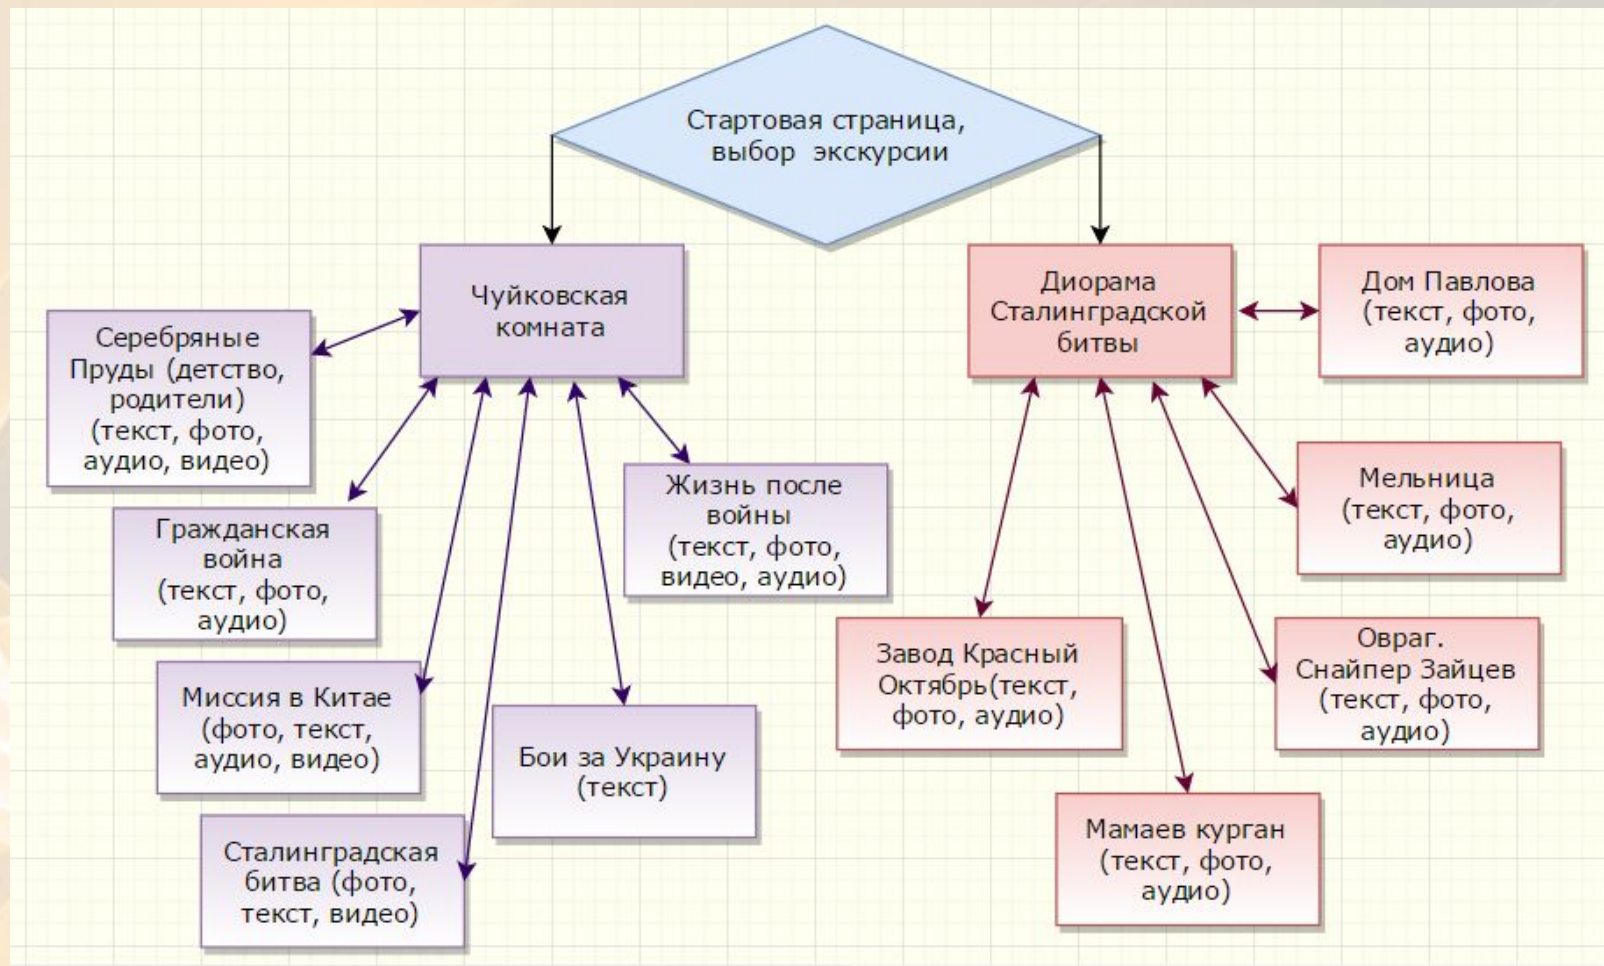 Стартовая страница,
выбор экскурсии
Чуйковская
комната
Серебряные
Пруды (детство,
родители)
(текст, фото,
аудио, видео)
Гражданская
война
(текст, фото,
аудио)
Миссия в Китае
(фото, текст,
аудио, видео)
Сталинградская
битва (фото,
текст, видео)
Бои за Украину
(текст)
Жизнь после
войны
(текст, фото,
видео, аудио)
Диорама
Сталинградской
битвы
Дом Павлова
(текст, фото,
аудио)
Мельница
(текст, фото,
аудио)
Овраг.
Снайпер Зайцев
(текст, фото,
аудио)
Завод Красный
Октябрь(текст,
фото, аудио)
Мамаев курган
(текст, фото,
аудио)